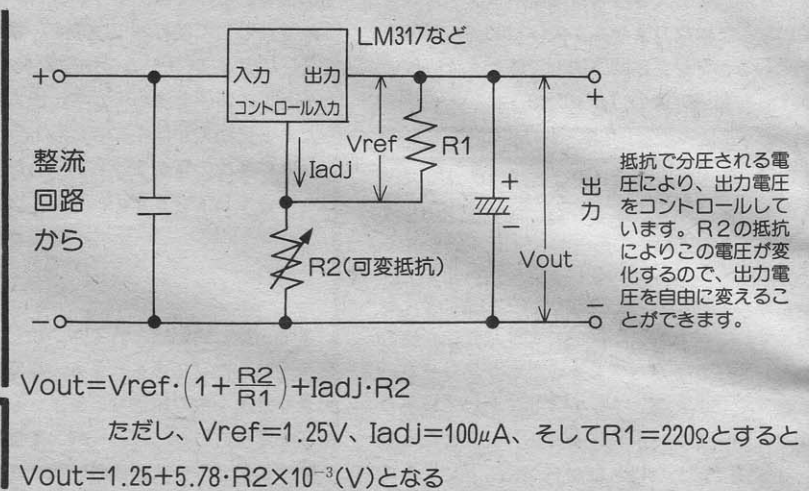 LM317など
＋
入力
出力
コントロール入力
Vref
R1
Iadj
＋
整流
回路
から
＋
－
出
力
抵抗で分圧される電
圧により、出力電圧
をコントロールして
います。R2の抵抗
によりこの電圧が変
化するので、出力電
圧を自由に変えるこ
とができます。
R2(可変抵抗)
Vout
－
－
Vout=Vref・(1+R2/R1)+Iadj・R2
ただし、Vref=1.25V、Iadj=100μA、そしてR1=220Ωとすると
Vout=1.25+5.78・R2×10⁻³(V)となる